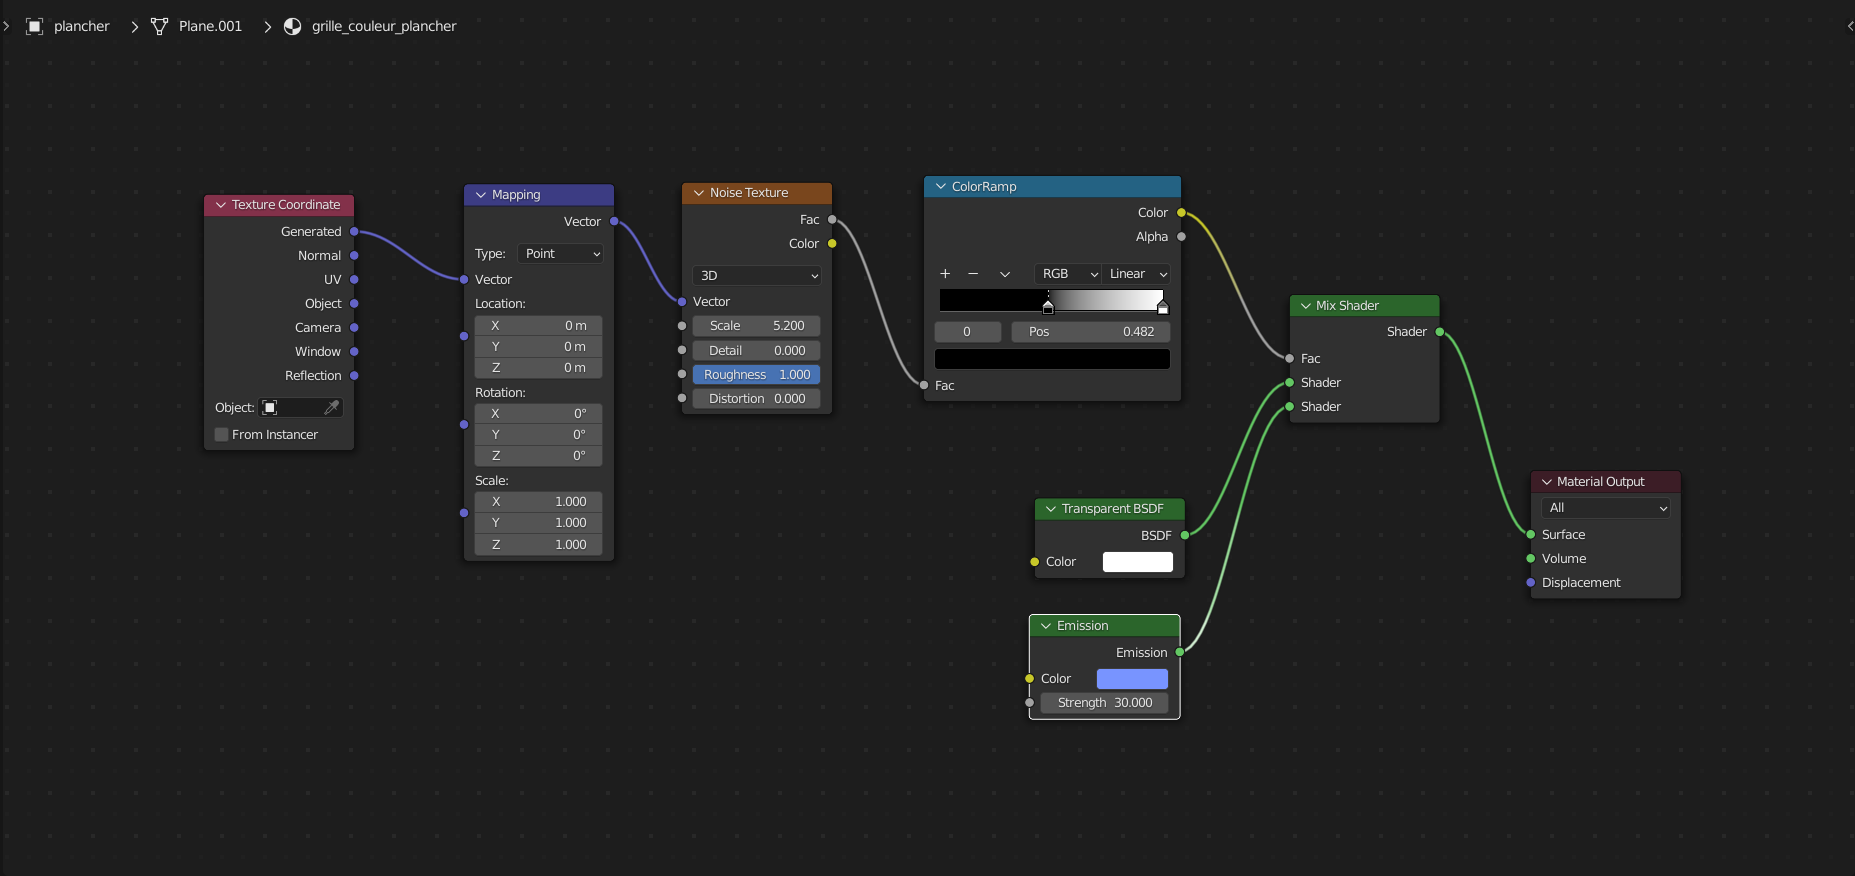 plancher
Plane.001
grille_couleur_plancher
Texture Coordinate
Generated
Normal
UV
Object
Camera
Window
Reflection
Object:
From Instancer
Mapping
Vector
Type: Point
Vector
Location:
X 0 m
Y 0 m
Z 0 m
Rotation:
X 0°
Y 0°
Z 0°
Scale:
X 1.000
Y 1.000
Z 1.000
Noise Texture
Fac
Color
3D
Vector
Scale 5.200
Detail 0.000
Roughness 1.000
Distortion 0.000
ColorRamp
Color
Alpha
RGB Linear
0 Pos 0.482
Fac
Transparent BSDF
BSDF
Color
Emission
Emission
Color
Strength 30.000
Mix Shader
Shader
Fac
Shader
Shader
Material Output
All
Surface
Volume
Displacement